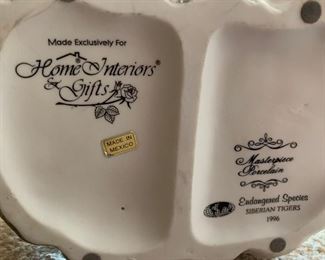 Made Exclusively For
Home Interiors®
& Gifts
MADE IN
MEXICO
Masterpiece
Porcelain
Endangered Species
SIBERIAN TIGERS
1996